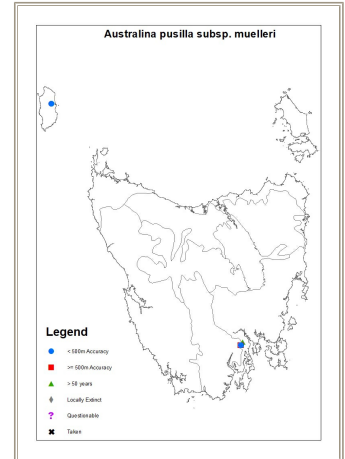 Australina pusilla subsp. muelleri
Legend
< 500m Accuracy
>= 500m Accuracy
> 50 years
Locally Extinct
? Questionable
Taken